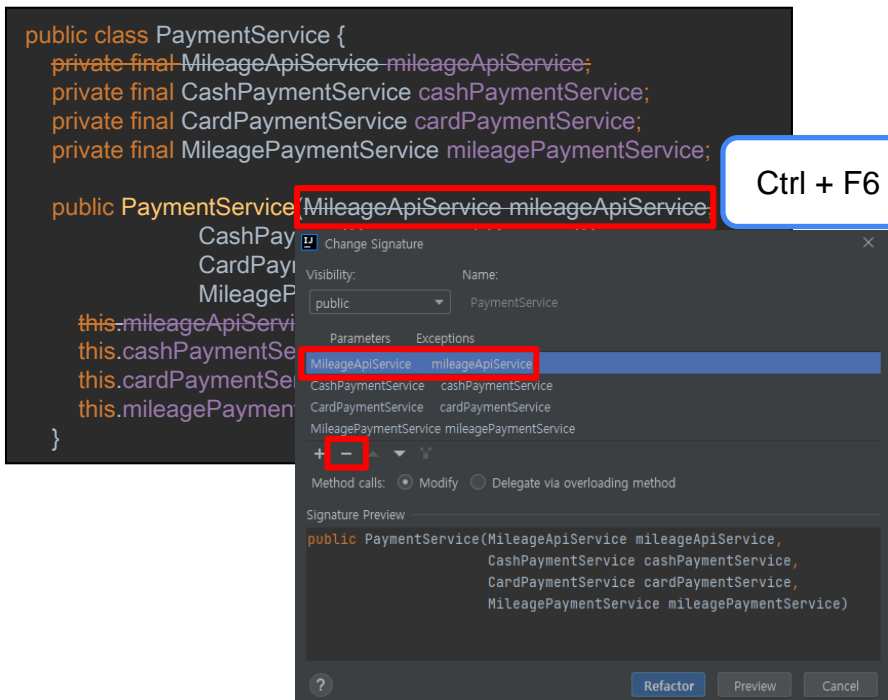 public class PaymentService {
private final MileageApiService mileageApiService;
private final CashPaymentService cashPaymentService;
private final CardPaymentService cardPaymentService;
private final MileagePaymentService mileagePaymentService;
Ctrl + F6
public PaymentService(MileageApiService mileageApiService,
CashPay
CardPay
MileageP
this.mileageApiServi
this.cashPaymentSe
this.cardPaymentSe
this.mileagePaymen
}
Change Signature
Visibility:
Name:
public
PaymentService
Parameters Exceptions
MileageApiService mileageApiService
CashPaymentService cashPaymentService
CardPaymentService cardPaymentService
MileagePaymentService mileagePaymentService
Method calls: Modify Delegate via overloading method
Signature Preview
public PaymentService(MileageApiService mileageApiService,
CashPaymentService cashPaymentService,
CardPaymentService cardPaymentService,
MileagePaymentService mileagePaymentService)
? Refactor Preview Cancel